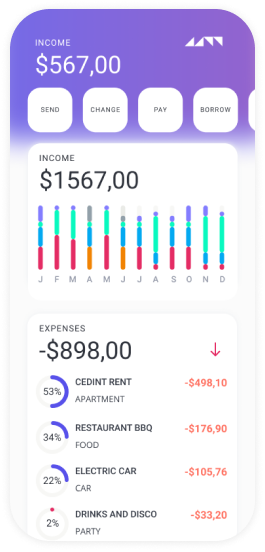 INCOME
$567,00
SEND CHANGE PAY BORROW
INCOME
$1567,00
J F M A M J J A S O N D
EXPENSES
-$898,00
53% CEDINT RENT -$498,10
APARTMENT
34% RESTAURANT BBQ -$176,90
FOOD
22% ELECTRIC CAR -$105,76
CAR
2% DRINKS AND DISCO -$33,20
PARTY